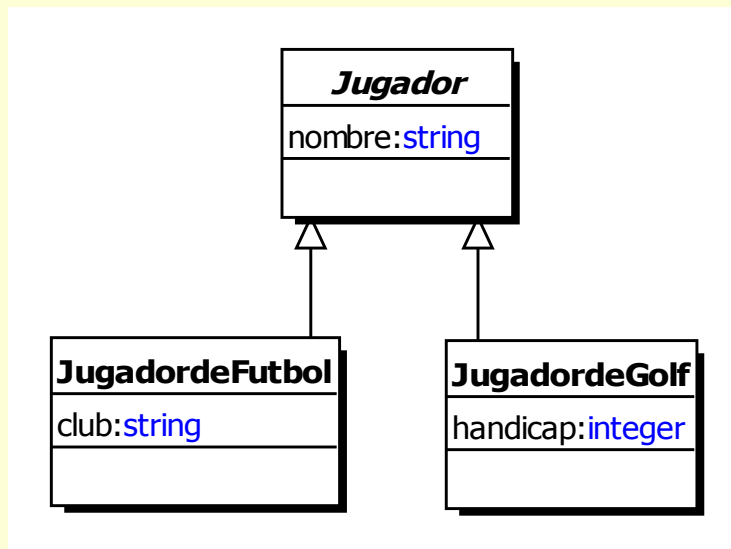 Jugador
nombre:string
JugadordeFutbol
club:string
JugadordeGolf
handicap:integer